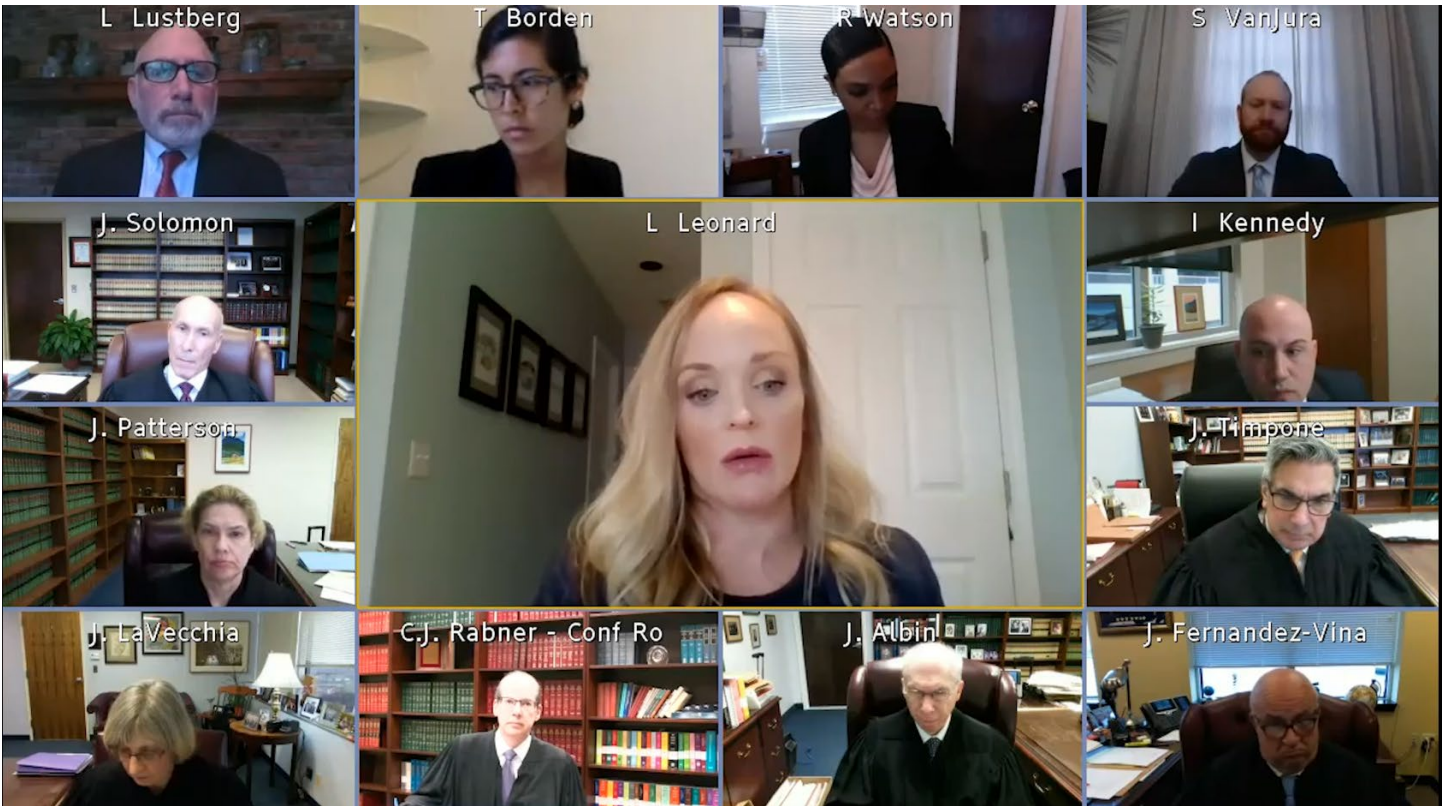 L Lustberg
T Borden
R Watson
S VanJura
J. Solomon
L Leonard
I Kennedy
J. Patterson
J. Timpone
J. LaVecchia
C.J. Rabner - Conf Ro
J. Albin
J. Fernandez-Vina